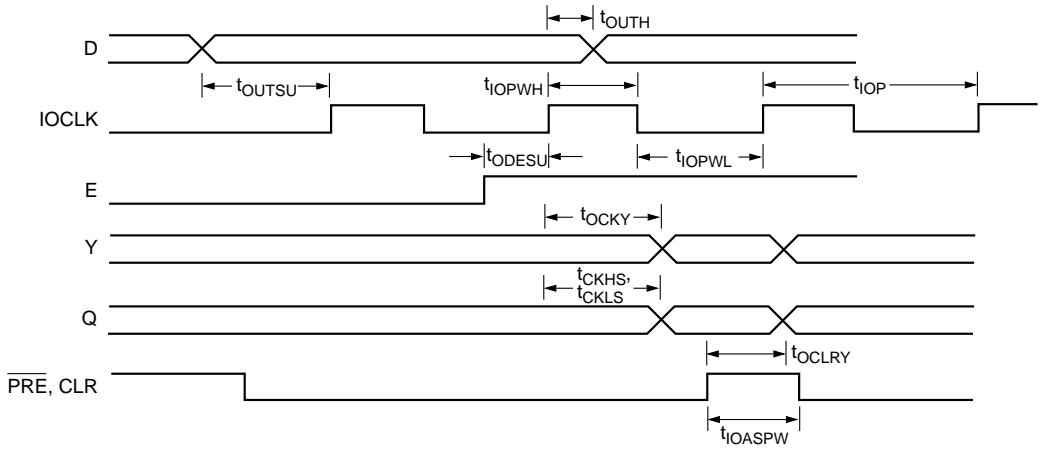 tOUTH
D
tOUTSU
tIOPWH
tIOP
IOCLK
tODESU
tIOPWL
E
tOCKY
Y
tCKHS,
tCKLS
Q
tOCLRY
PRE, CLR
tIOASPW